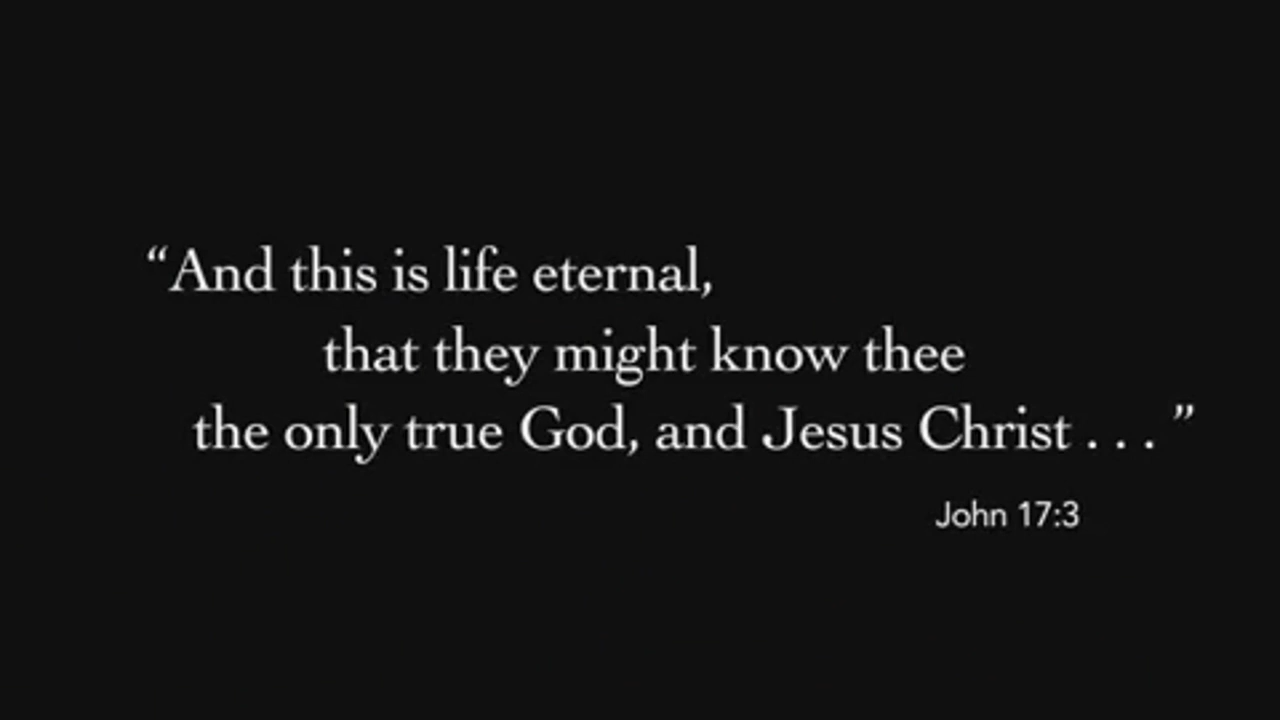 “And this is life eternal,
that they might know thee
the only true God, and Jesus Christ . . . ”
John 17:3